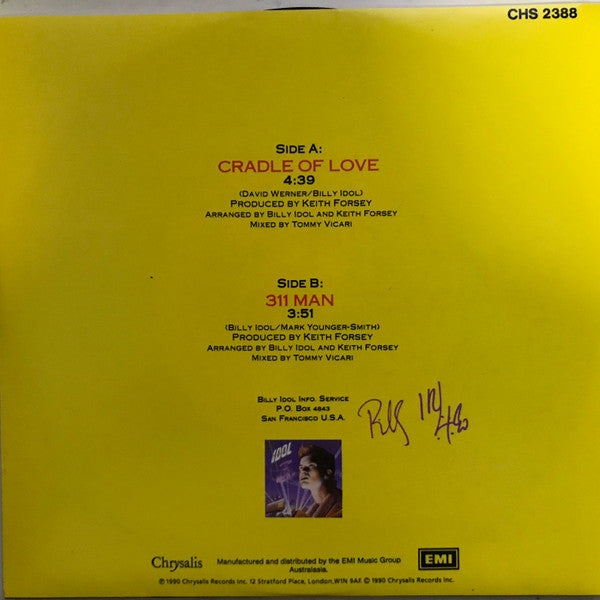 CHS 2388
SIDE A:
CRADLE OF LOVE
4:39
(DAVID WERNER/BILLY IDOL)
PRODUCED BY KEITH FORSEY
ARRANGED BY BILLY IDOL AND KEITH FORSEY
MIXED BY TOMMY VICARI
SIDE B:
311 MAN
3:51
(BILLY IDOL/MARK YOUNGER-SMITH)
PRODUCED BY KEITH FORSEY
ARRANGED BY BILLY IDOL AND KEITH FORSEY
MIXED BY TOMMY VICARI
BILLY IDOL INFO. SERVICE
P.O. BOX 4843
SAN FRANCISCO U.S.A.
IDOL
Chrysalis
Manufactured and distributed by the EMI Music Group
Australasia.
EMI
℗ 1990 Chrysalis Records Inc. 12 Stratford Place, London, W1N 9AF © 1990 Chrysalis Records Inc.